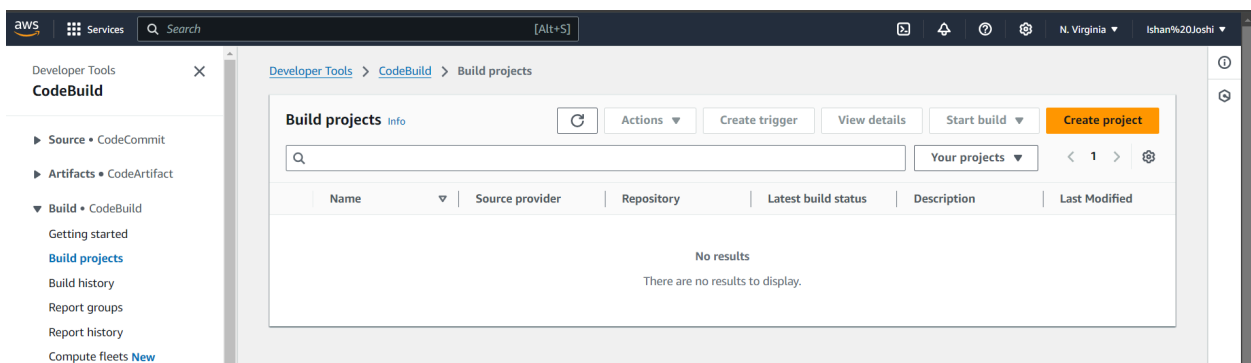 aws Services Search [Alt+S] N. Virginia Ishan%20Joshi
Developer Tools
CodeBuild
Source • CodeCommit
Artifacts • CodeArtifact
Build • CodeBuild
Getting started
Build projects
Build history
Report groups
Report history
Compute fleets New
Developer Tools > CodeBuild > Build projects
Build projects Info Actions Create trigger View details Start build Create project
Your projects < 1 >
Name Source provider Repository Latest build status Description Last Modified
No results
There are no results to display.